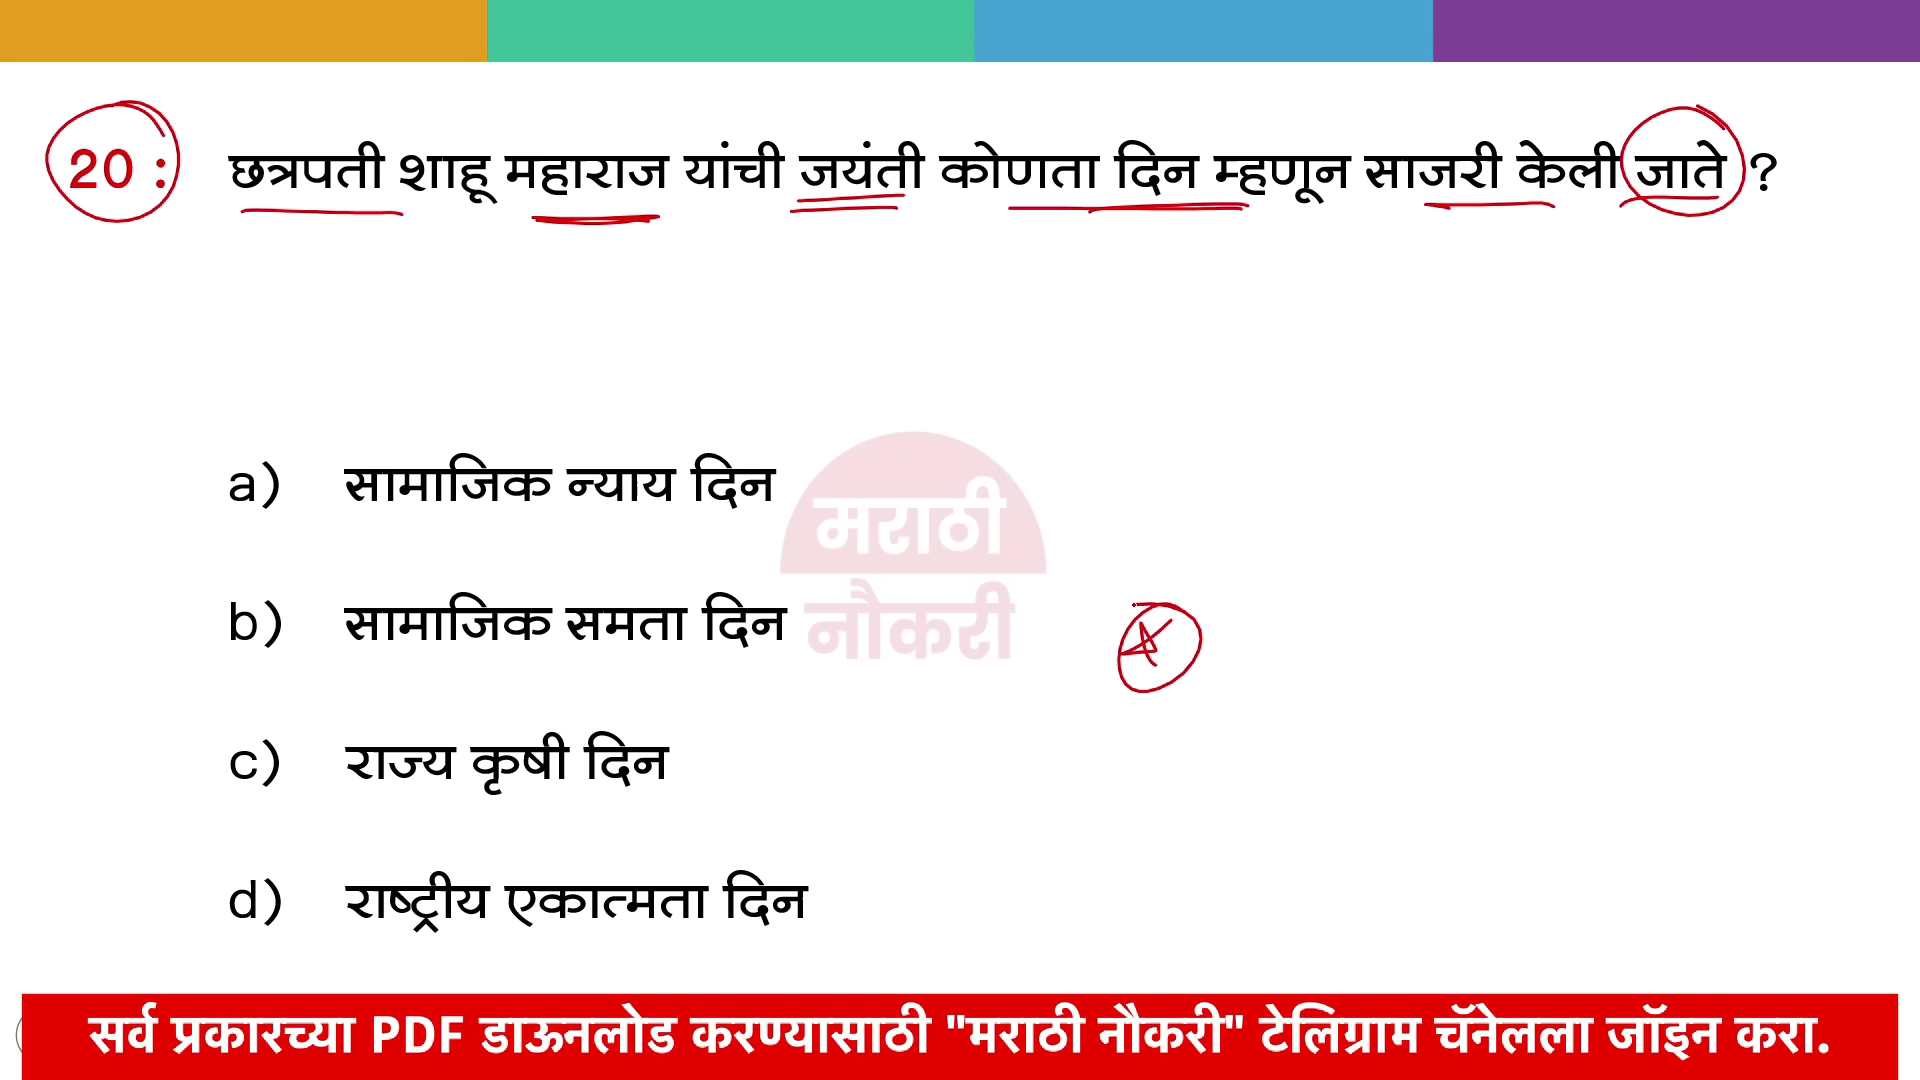 20 : छत्रपती शाहू महाराज यांची जयंती कोणता दिन म्हणून साजरी केली जाते ?
a) सामाजिक न्याय दिन
मराठी
b) सामाजिक समता दिन
नौकरी
c) राज्य कृषी दिन
d) राष्ट्रीय एकात्मता दिन
सर्व प्रकारच्या PDF डाऊनलोड करण्यासाठी "मराठी नौकरी" टेलिग्राम चॅनेलला जॉइन करा.